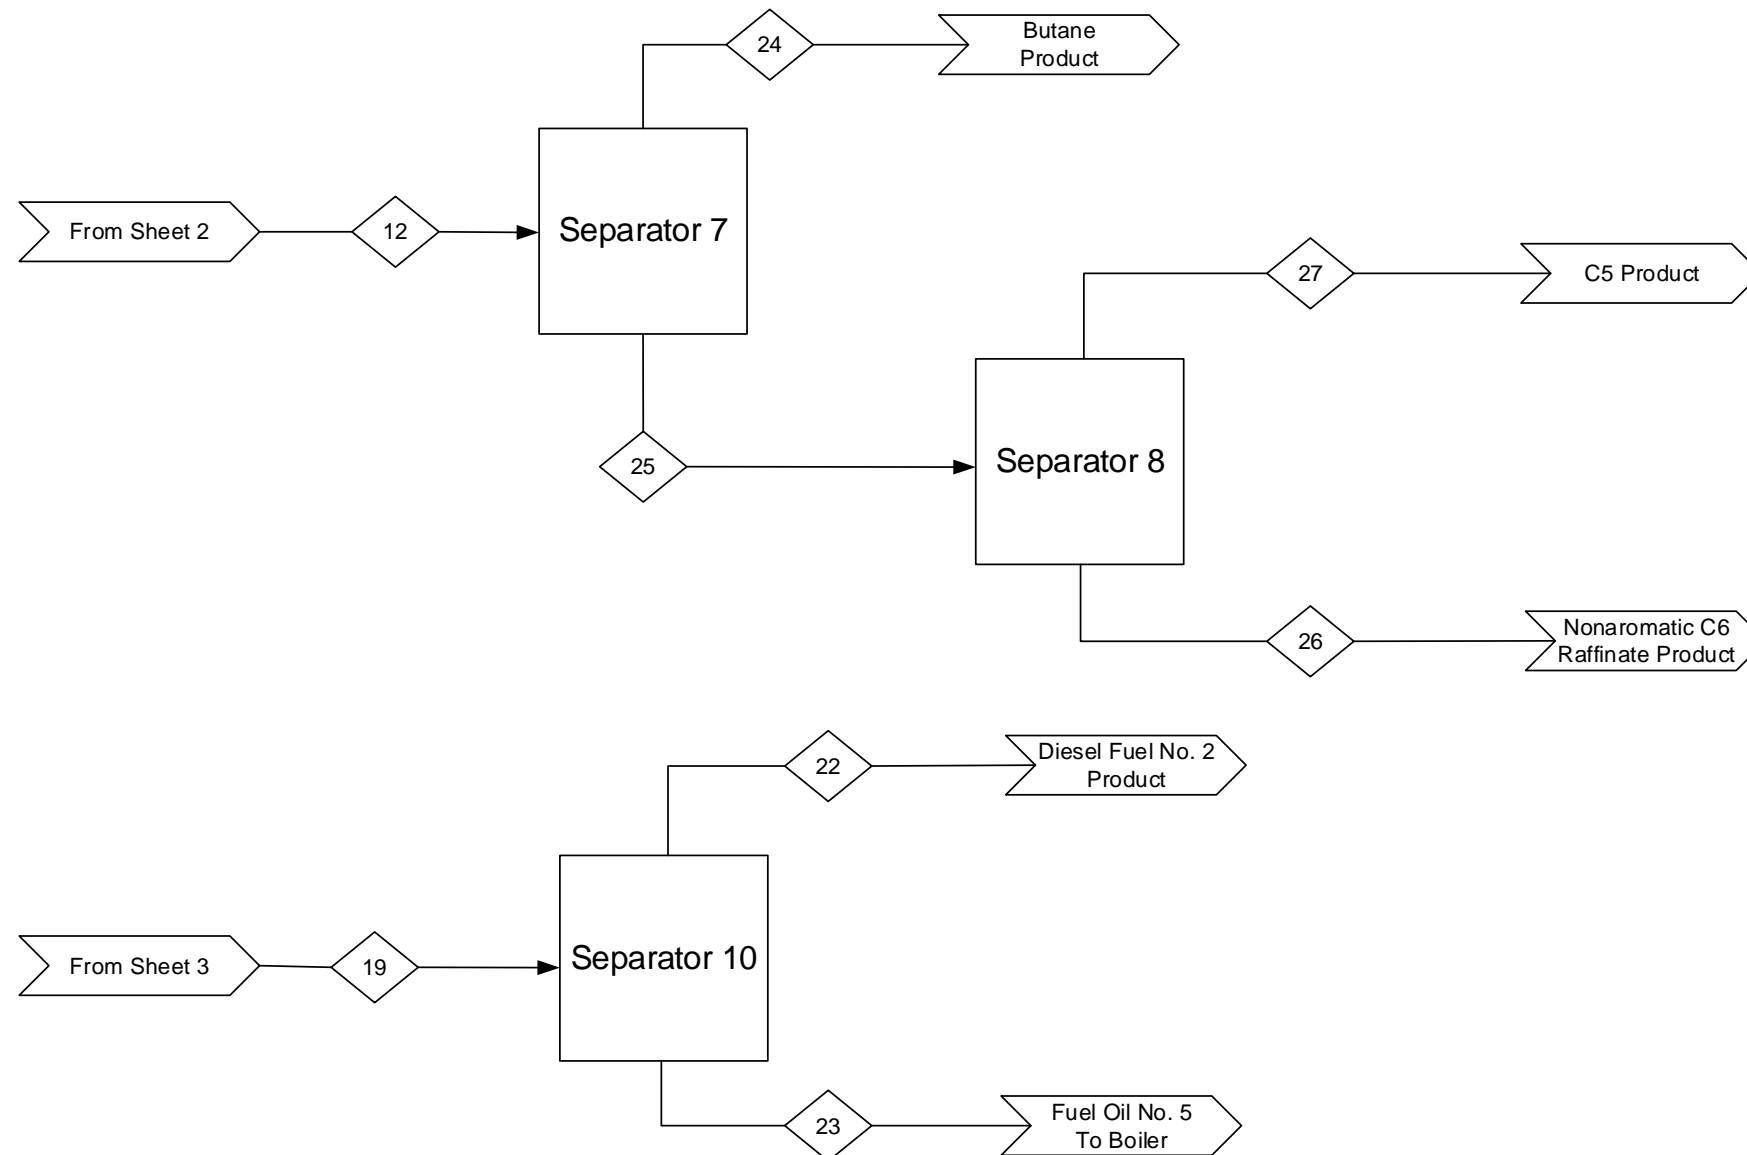 24
Butane
Product
From Sheet 2
12
Separator 7
27
C5 Product
25
Separator 8
26
Nonaromatic C6
Raffinate Product
22
Diesel Fuel No. 2
Product
From Sheet 3
19
Separator 10
23
Fuel Oil No. 5
To Boiler